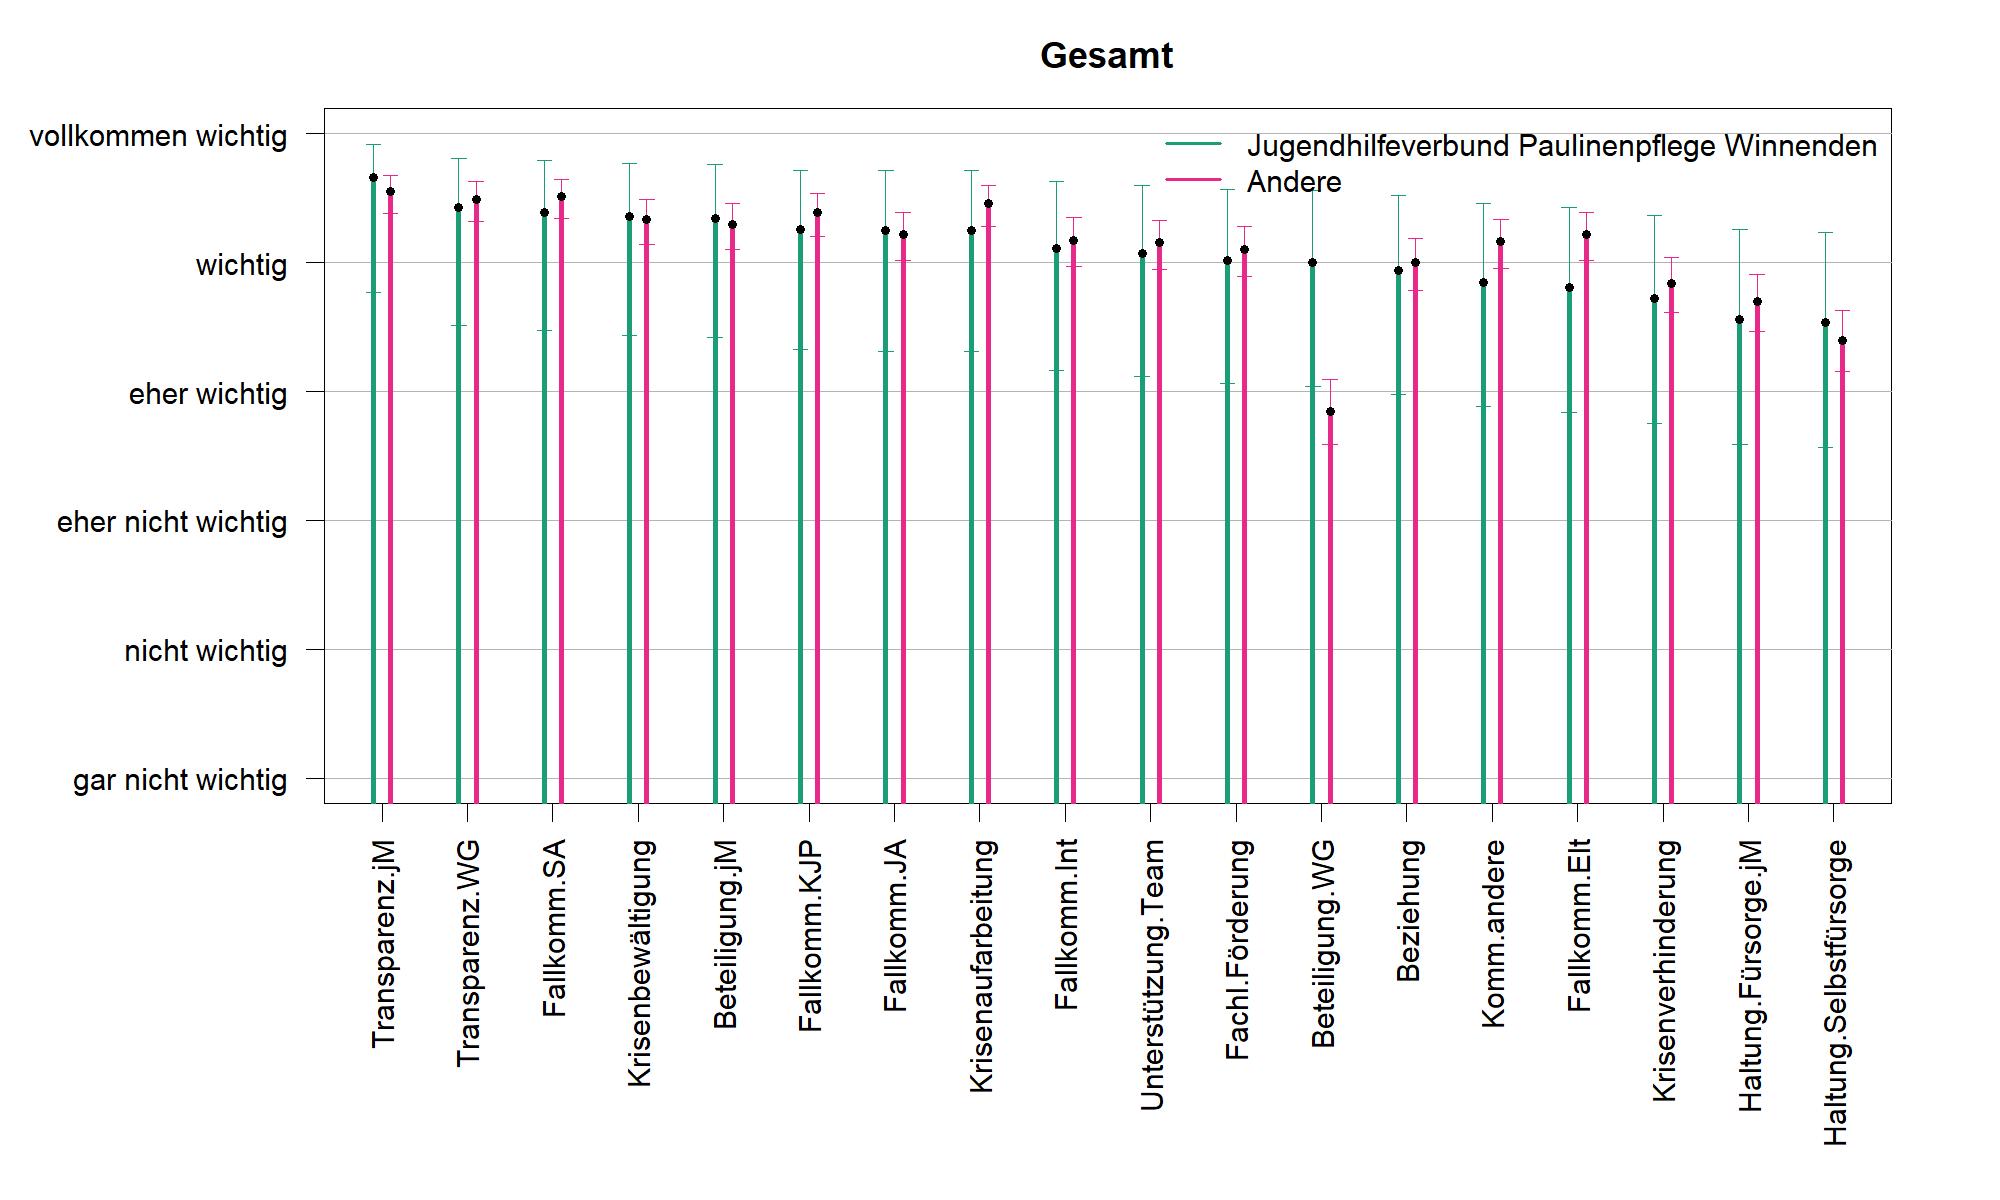 Gesamt
vollkommen wichtig
wichtig
eher wichtig
eher nicht wichtig
nicht wichtig
gar nicht wichtig
Jugendhilfeverbund Paulinenpflege Winnenden
Andere
Transparenz.jM
Transparenz.WG
Fallkomm.SA
Krisenbewältigung
Beteiligung.jM
Fallkomm.KJP
Fallkomm.JA
Krisenaufarbeitung
Fallkomm.Int
Unterstützung.Team
Fachl.Förderung
Beteiligung.WG
Beziehung
Komm.andere
Fallkomm.Elt
Krisenverhinderung
Haltung.Fürsorge.jM
Haltung.Selbstfürsorge